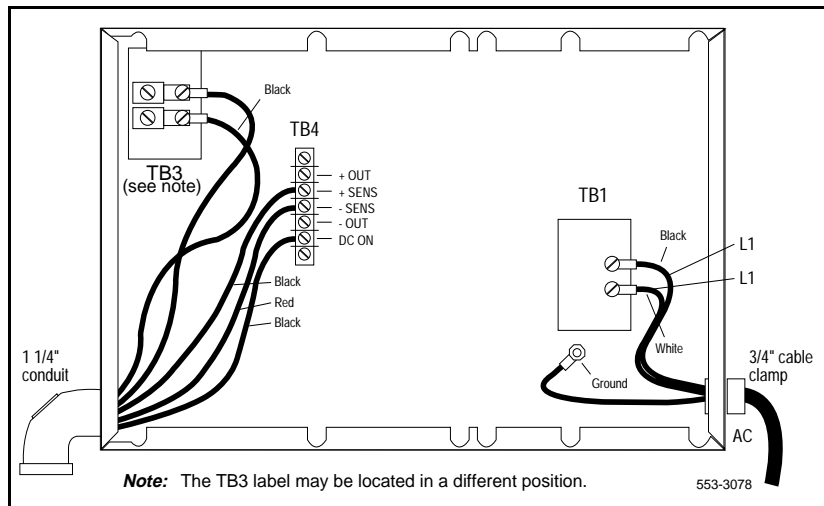 Black
TB4
TB3
(see note)
+ OUT
+ SENS
- SENS
- OUT
DC ON
TB1
Black
L1
L1
Black
Red
Black
White
1 1/4"
conduit
Ground
3/4" cable
clamp
AC
Note: The TB3 label may be located in a different position.
553-3078